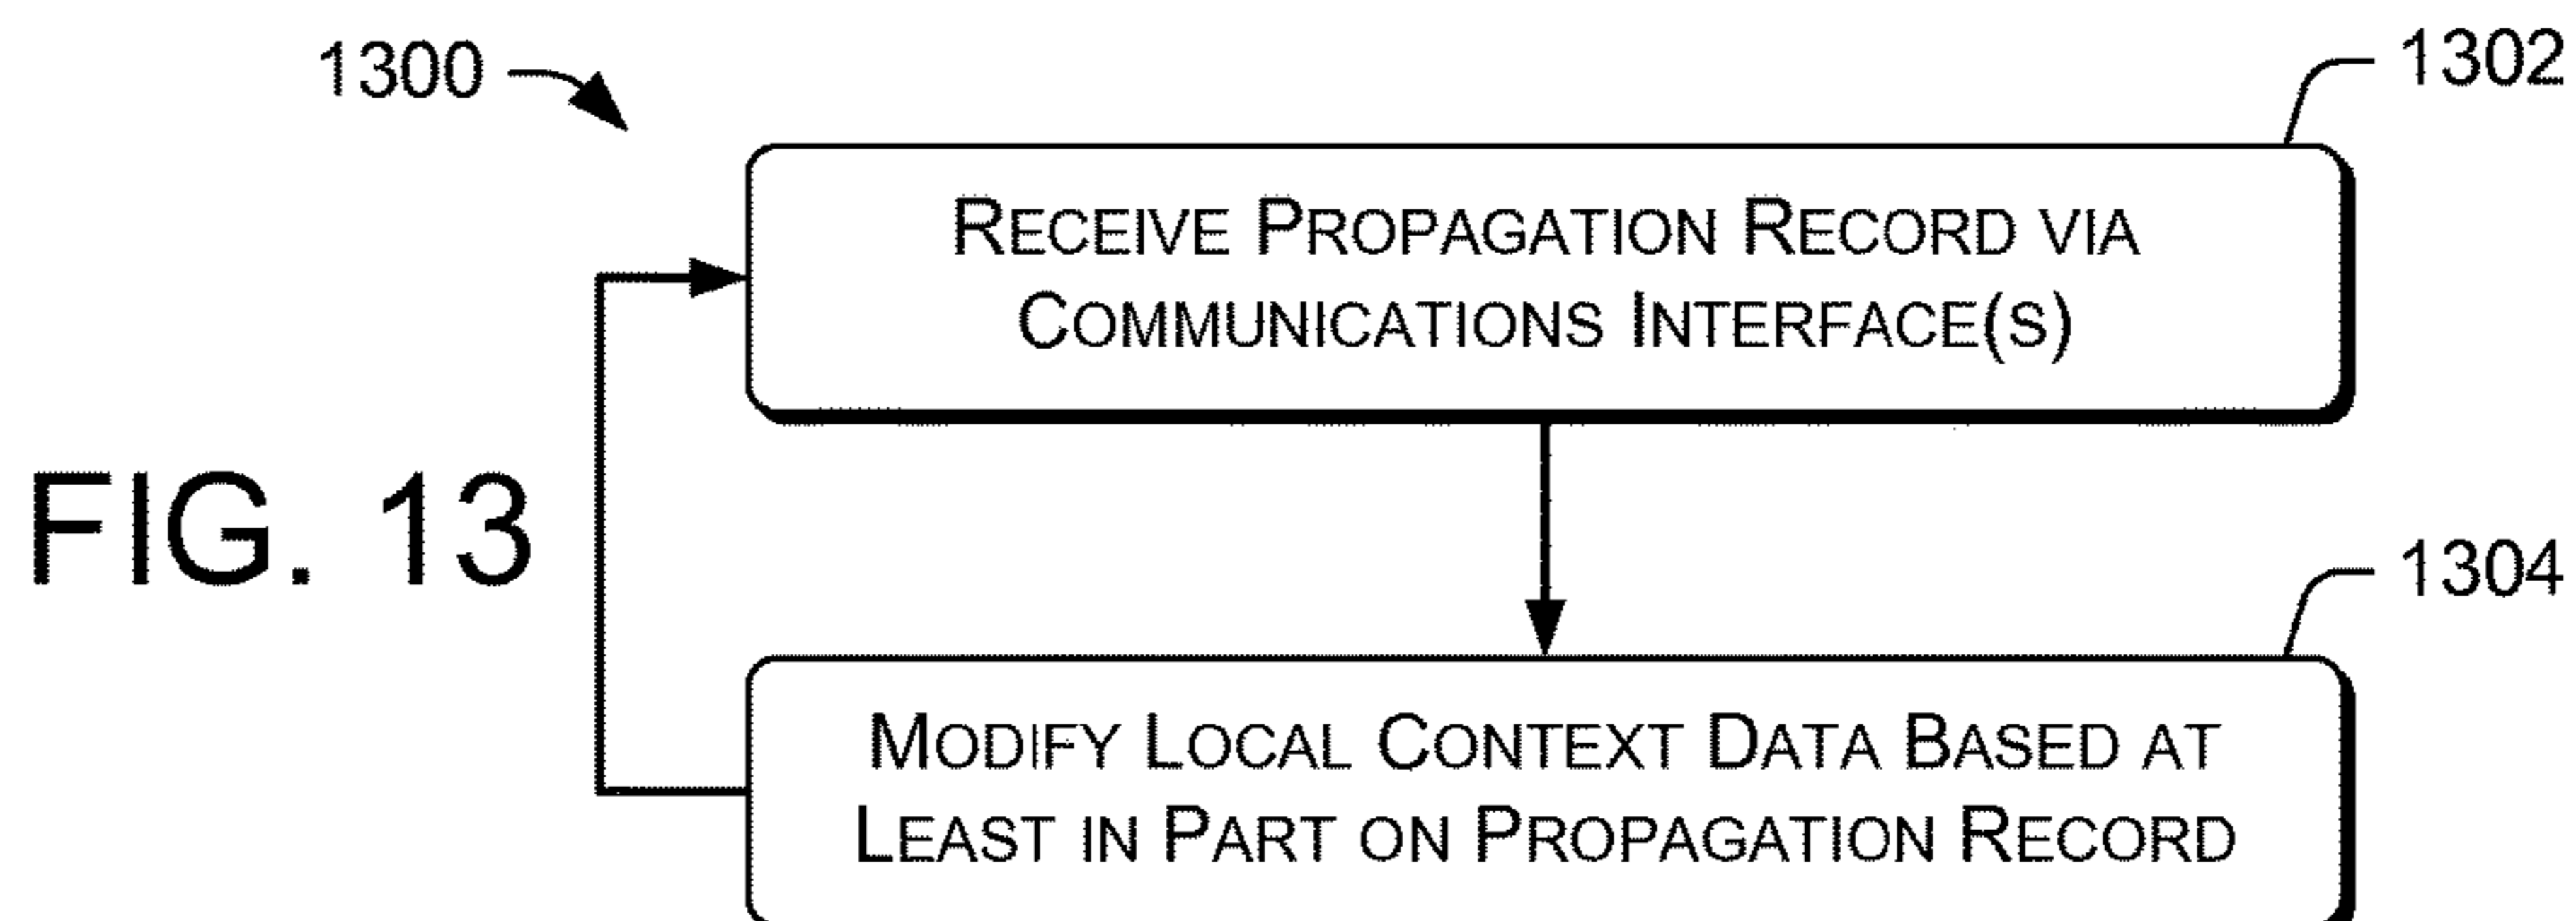 1300
1302
RECEIVE PROPAGATION RECORD VIA
COMMUNICATIONS INTERFACE(S)
FIG. 13
1304
MODIFY LOCAL CONTEXT DATA BASED AT
LEAST IN PART ON PROPAGATION RECORD